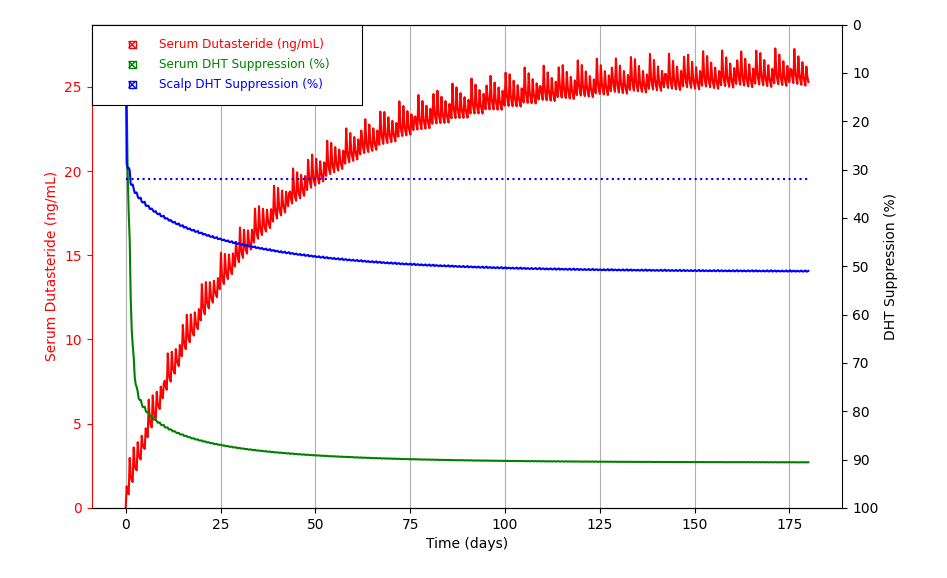 Serum Dutasteride (ng/mL)
Serum DHT Suppression (%)
Scalp DHT Suppression (%)
0
10
20
30
40
50
60
70
80
90
100
DHT Suppression (%)
25
20
15
10
5
0
Serum Dutasteride (ng/mL)
0 25 50 75 100 125 150 175
Time (days)